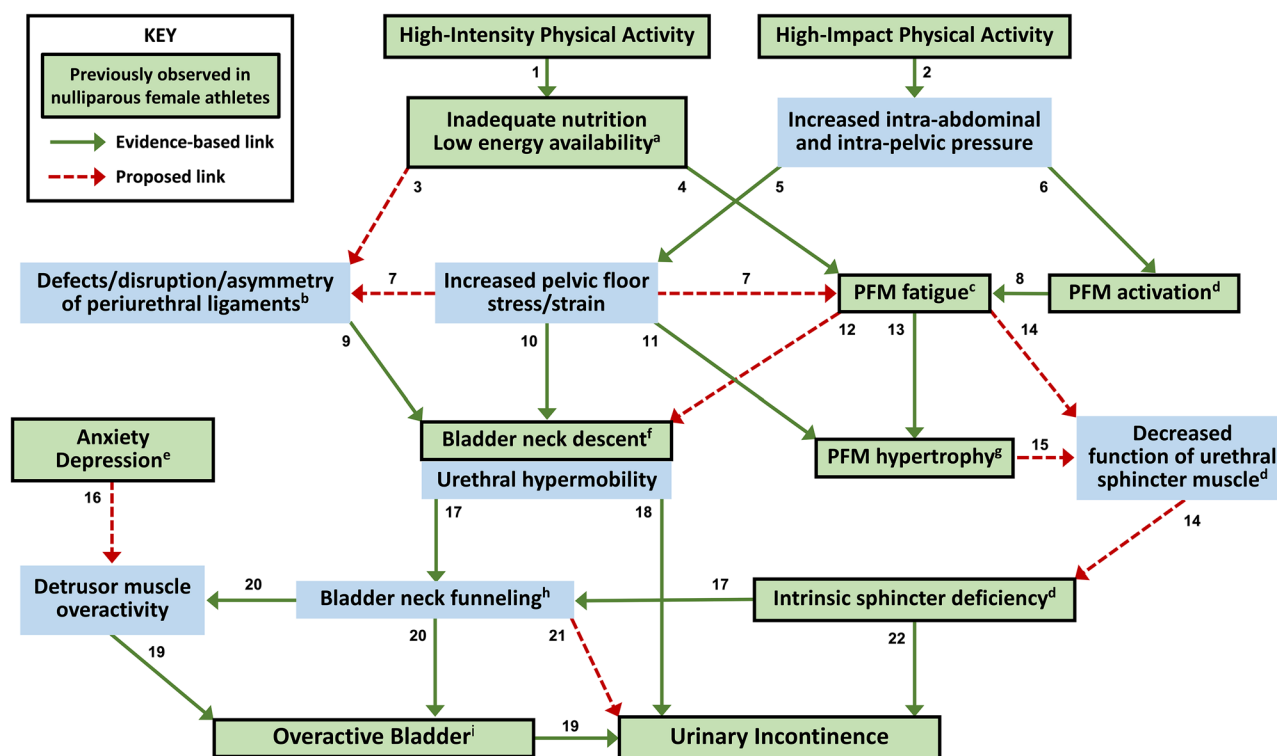 KEY
Previously observed in
nulliparous female athletes
Evidence-based link
Proposed link
High-Intensity Physical Activity
High-Impact Physical Activity
1
2
Inadequate nutrition
Low energy availabilityᵃ
Increased intra-abdominal
and intra-pelvic pressure
3
4
5
6
Defects/disruption/asymmetry
of periurethral ligamentsᵇ
7
Increased pelvic floor
stress/strain
7
PFM fatigueᶜ
8
PFM activationᵈ
9
10
11
12
13
14
Anxiety
Depressionᵉ
Bladder neck descentᶠ
Urethral hypermobility
PFM hypertrophyᵍ
15
Decreased
function of urethral
sphincter muscleᵈ
16
17
18
14
Detrusor muscle
overactivity
20
Bladder neck funnelingʰ
17
Intrinsic sphincter deficiencyᵈ
19
20
21
22
Overactive Bladderⁱ
19
Urinary Incontinence